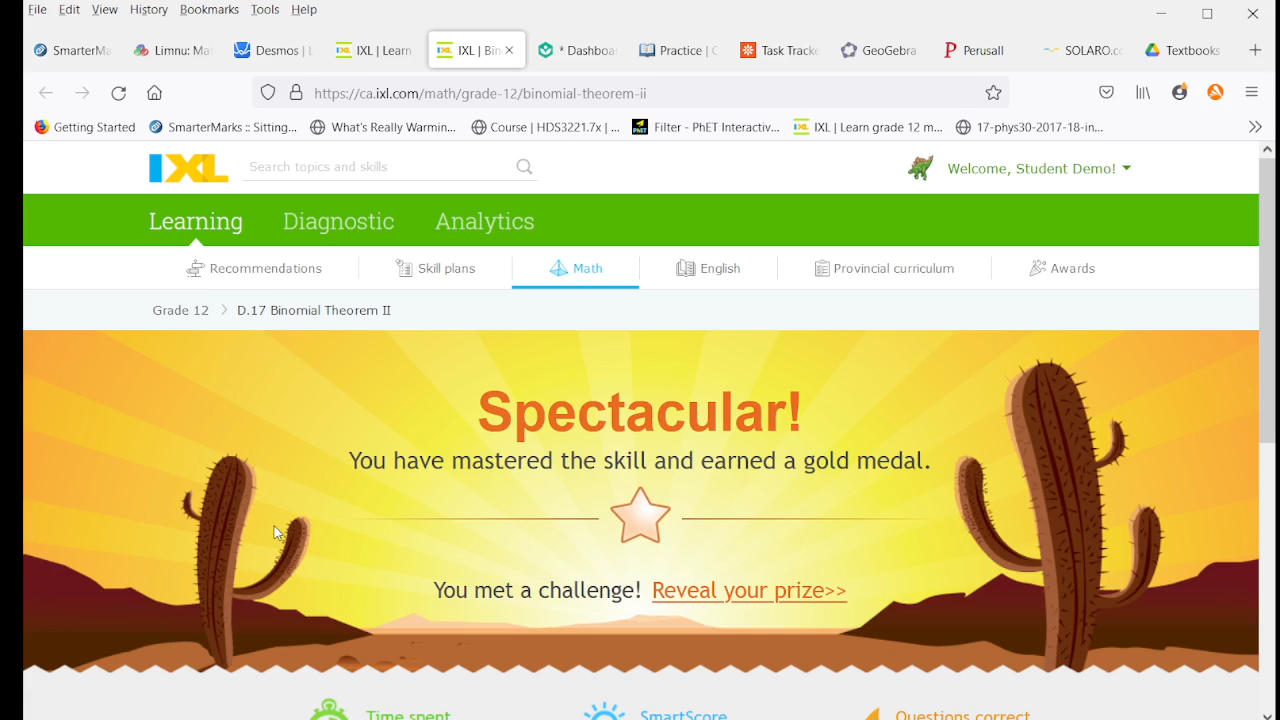 File Edit View History Bookmarks Tools Help
SmarterMa Limnu: Ma Desmos | L IXL | Learn IXL | Bin * Dashboa Practice | C Task Tracke GeoGebra Perusall SOLARO.co Textbooks
https://ca.ixl.com/math/grade-12/binomial-theorem-ii
Getting Started SmarterMarks :: Sitting... What's Really Warmin... Course | HDS3221.7x | ... Filter - PhET Interactiv... IXL | Learn grade 12 m... 17-phys30-2017-18-in...
IXL Search topics and skills Welcome, Student Demo!
Learning Diagnostic Analytics
Recommendations Skill plans Math English Provincial curriculum Awards
Grade 12 > D.17 Binomial Theorem II
Spectacular!
You have mastered the skill and earned a gold medal.
You met a challenge! Reveal your prize>>
Time spent SmartScore Questions correct